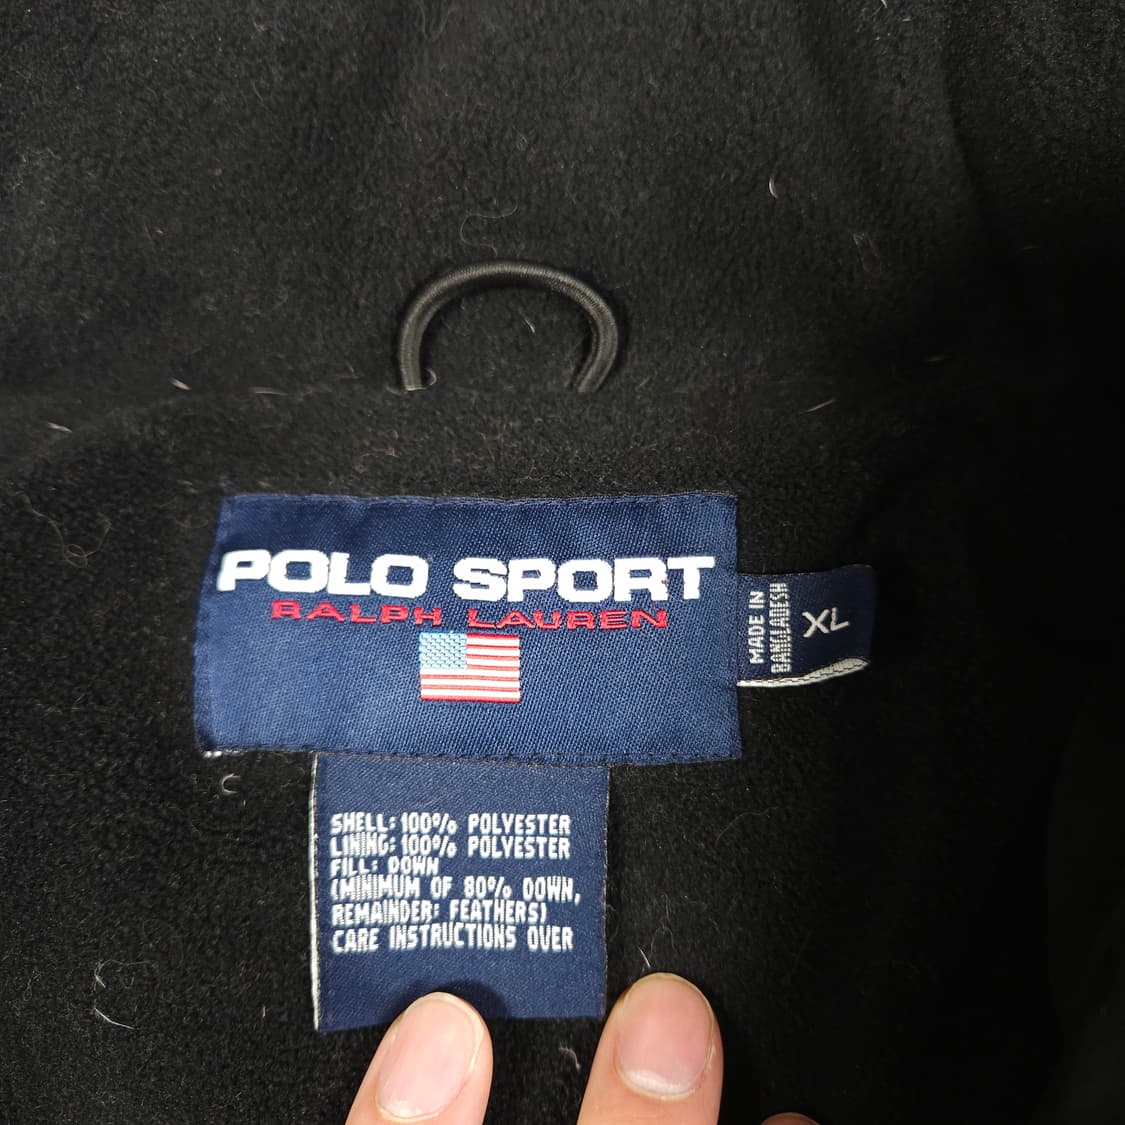 POLO SPORT
RALPH LAUREN
MADE IN
BANGLADESH
XL
SHELL: 100% POLYESTER
LINING: 100% POLYESTER
FILL: DOWN
(MINIMUM OF 80% DOWN,
REMAINDER: FEATHERS)
CARE INSTRUCTIONS OVER